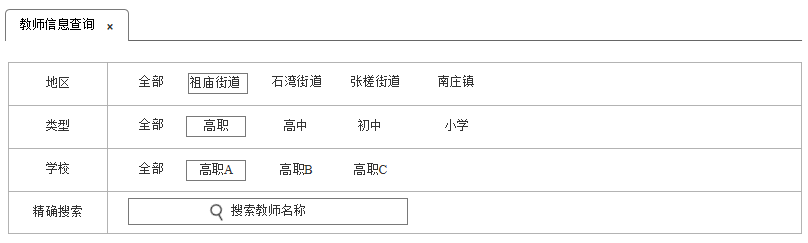 教师信息查询 ×
地区 全部 祖庙街道 石湾街道 张槎街道 南庄镇
类型 全部 高职 高中 初中 小学
学校 全部 高职A 高职B 高职C
精确搜索 搜索教师名称